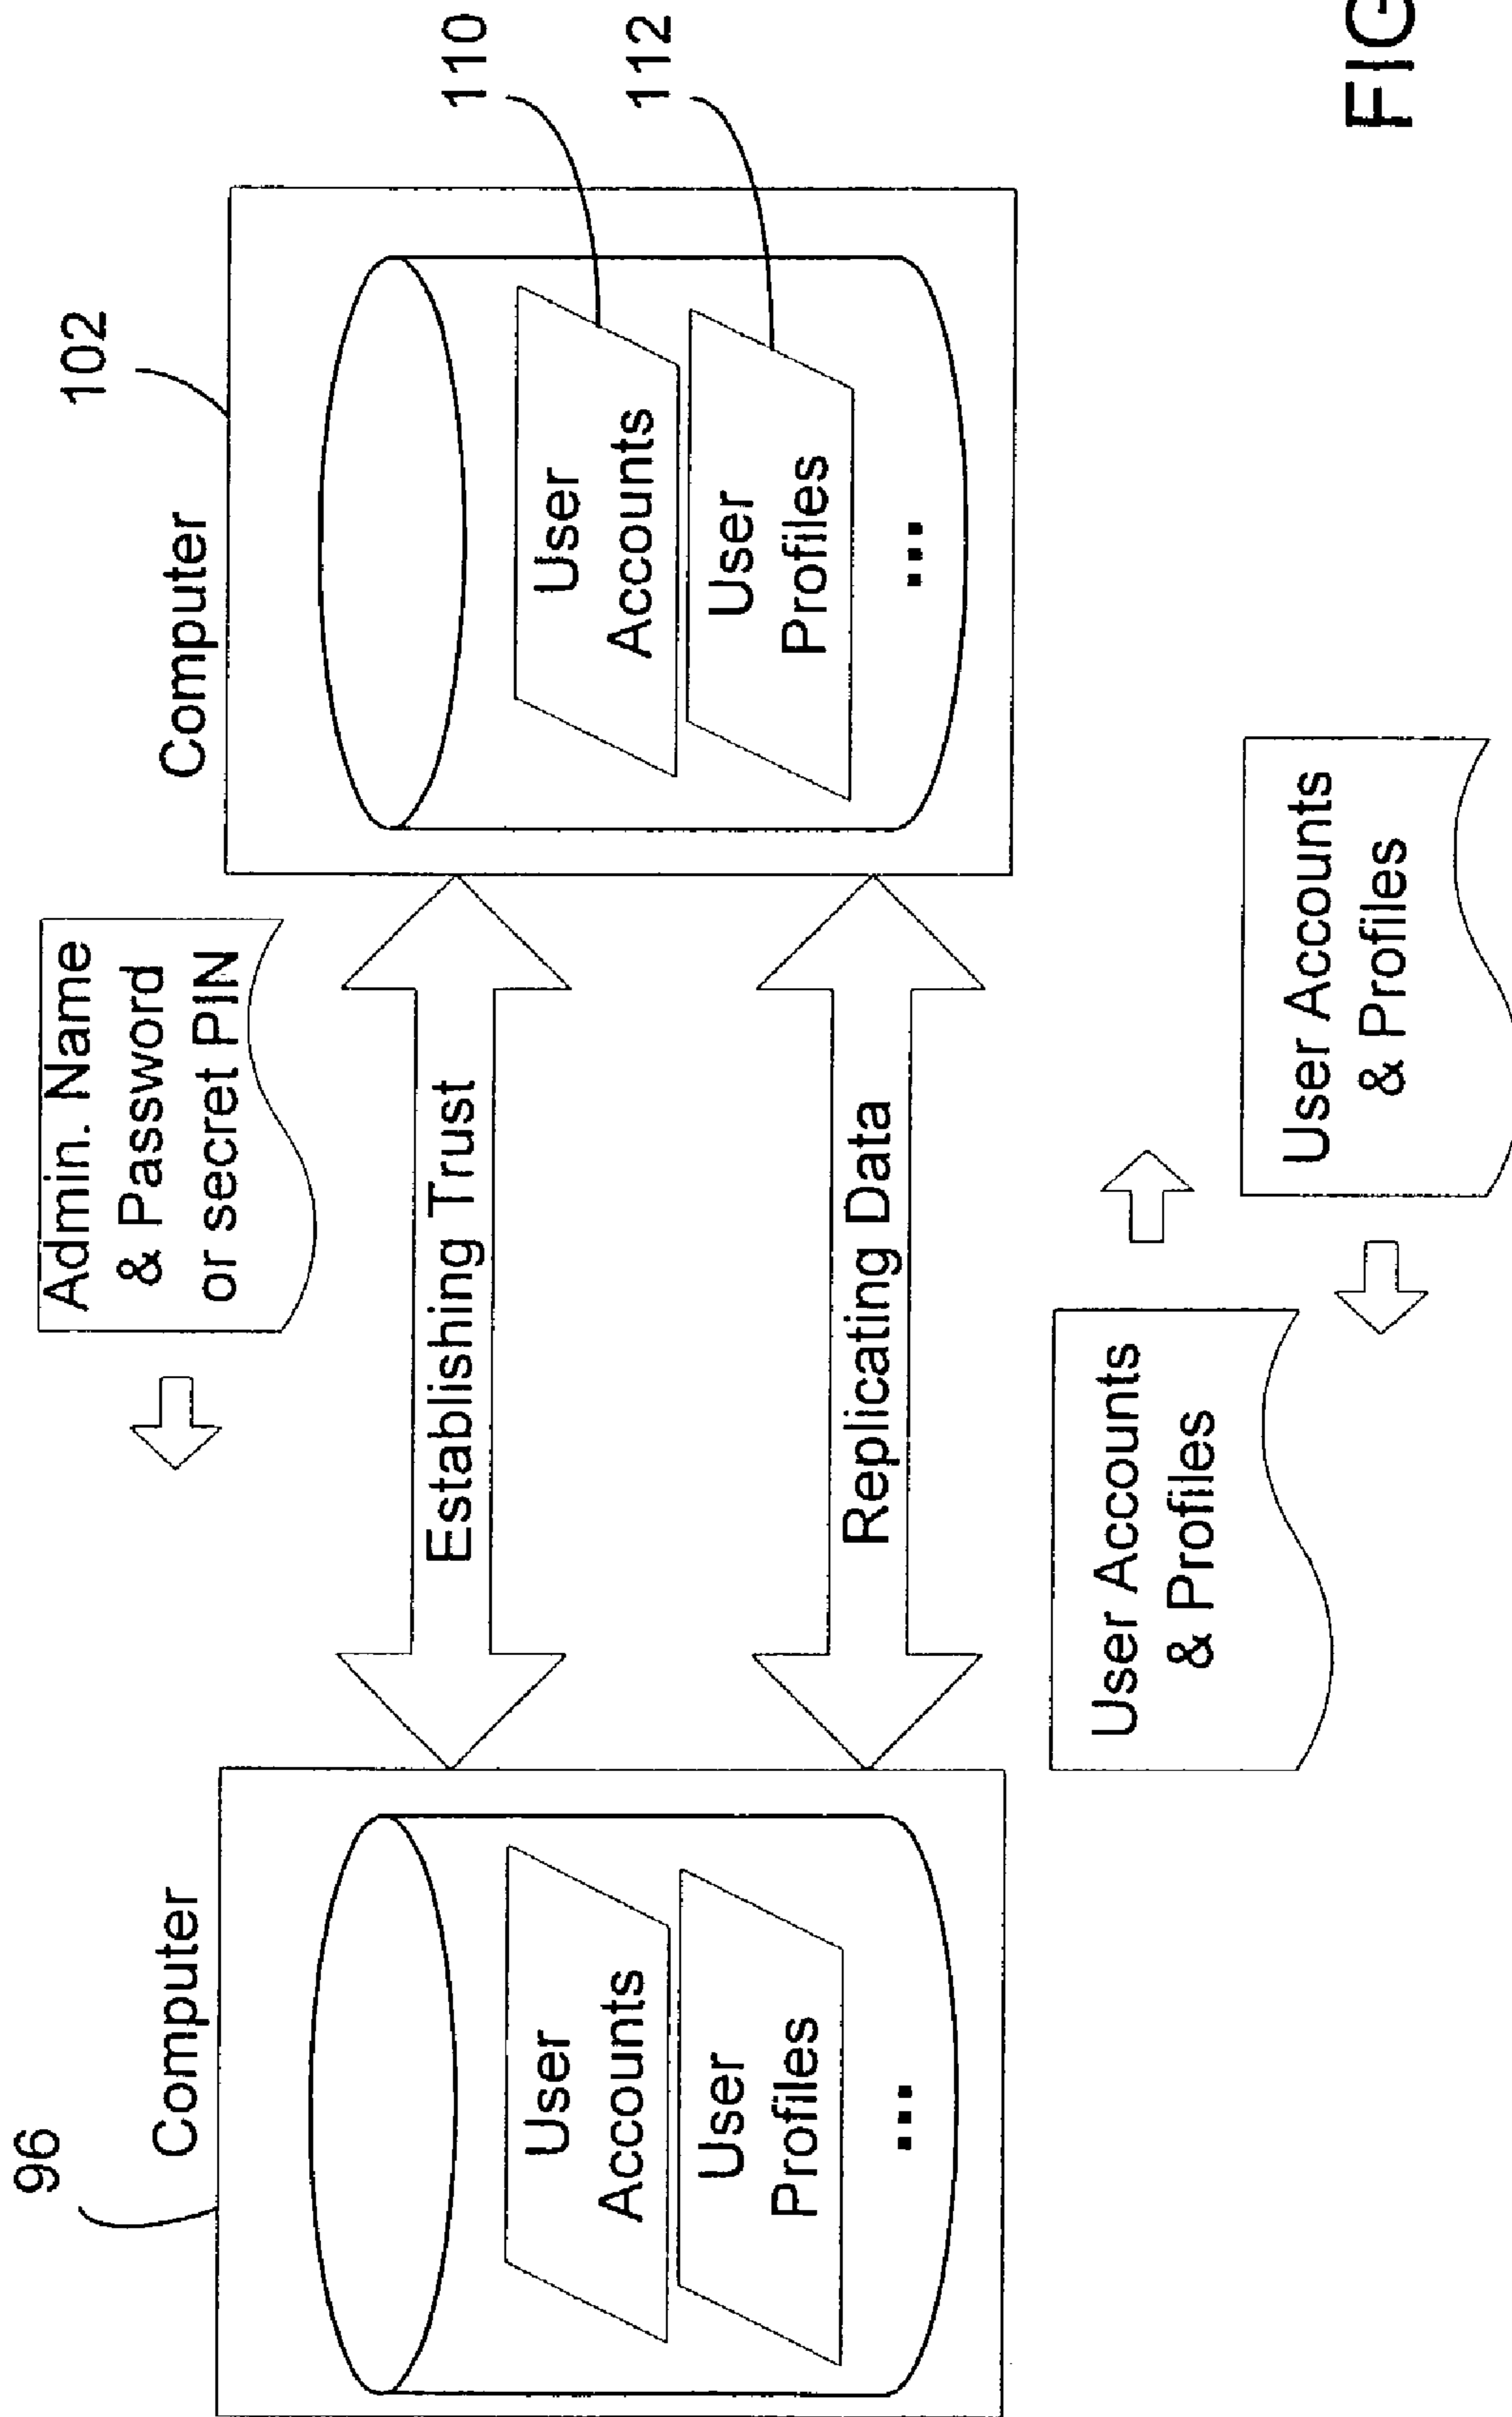 96
Computer
User
Accounts
User
Profiles
...
Admin. Name
& Password
or secret PIN
Establishing Trust
Replicating Data
User Accounts
& Profiles
User Accounts
& Profiles
102
Computer
User
Accounts
User
Profiles
...
110
112
FIG